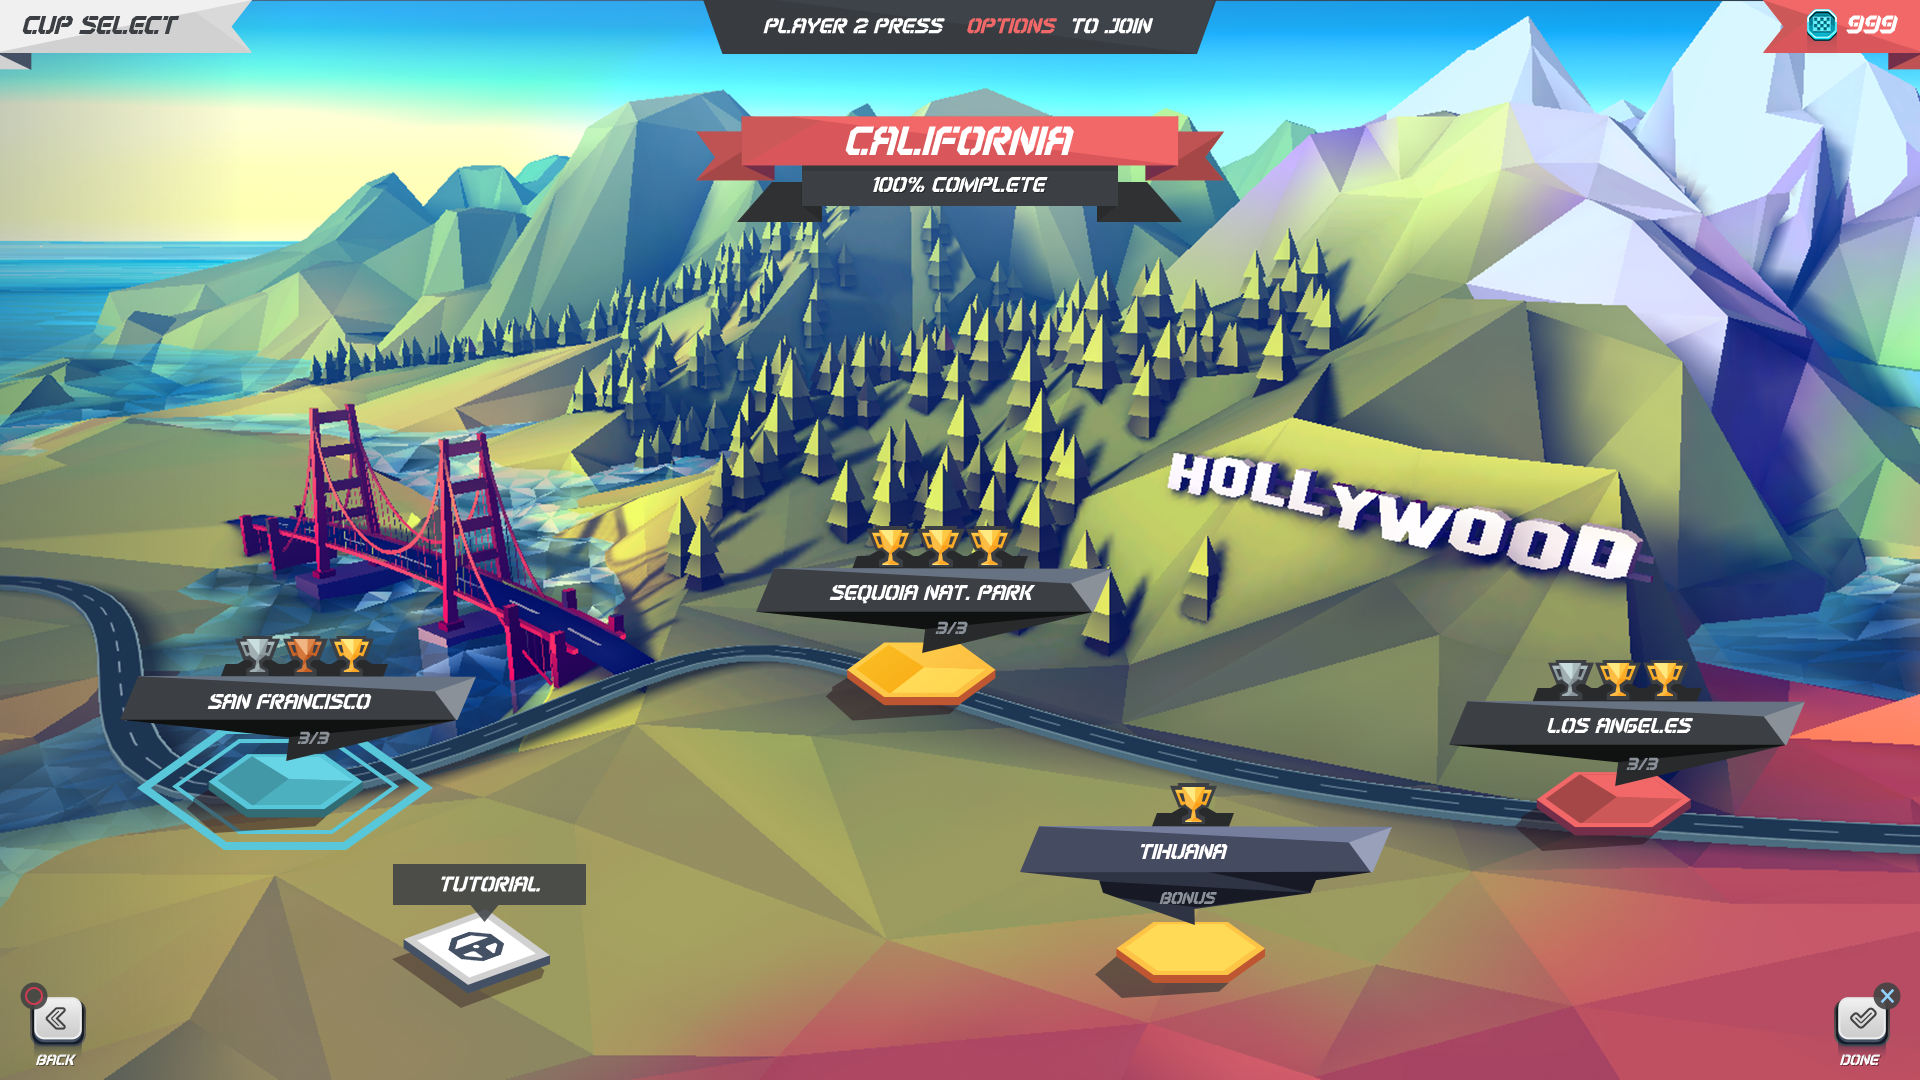 CUP SELECT
PLAYER 2 PRESS OPTIONS TO JOIN
999
CALIFORNIA
100% COMPLETE
HOLLYWOOD
SEQUOIA NAT. PARK
3/3
SAN FRANCISCO
3/3
LOS ANGELES
3/3
TIHUANA
BONUS
TUTORIAL
BACK
DONE